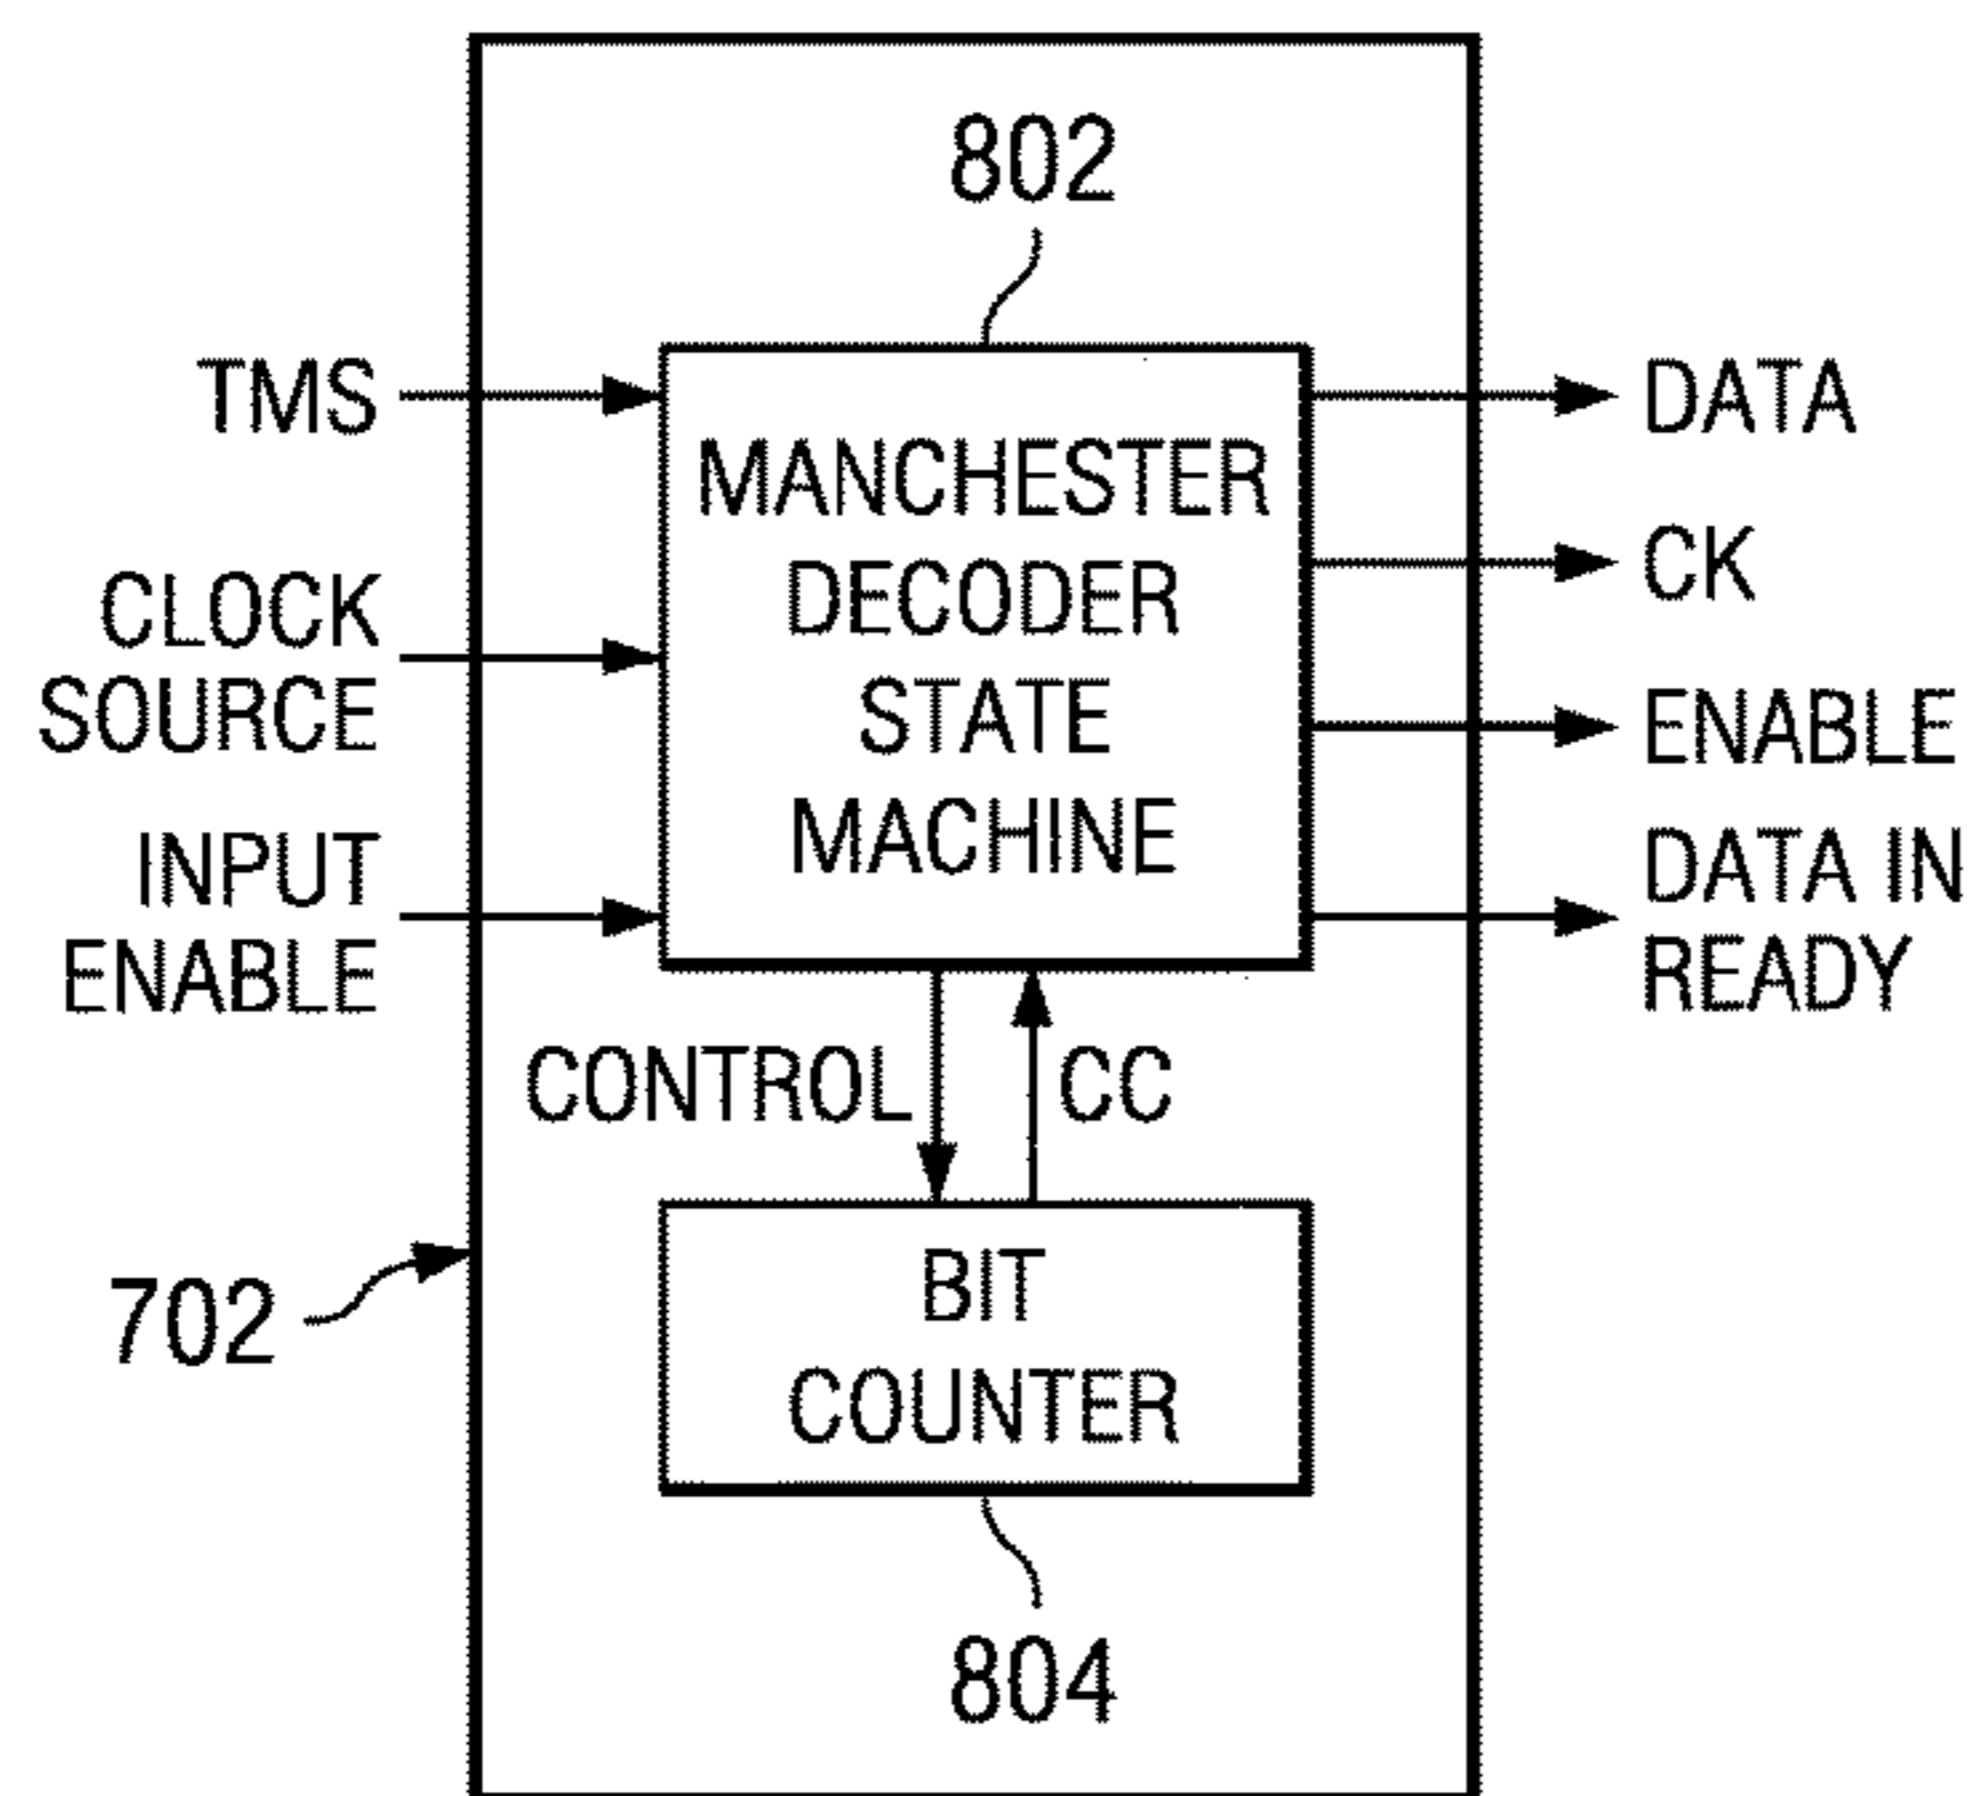 802
TMS
CLOCK
SOURCE
INPUT
ENABLE
MANCHESTER
DECODER
STATE
MACHINE
DATA
CK
ENABLE
DATA IN
READY
CONTROL
CC
BIT
COUNTER
702
804